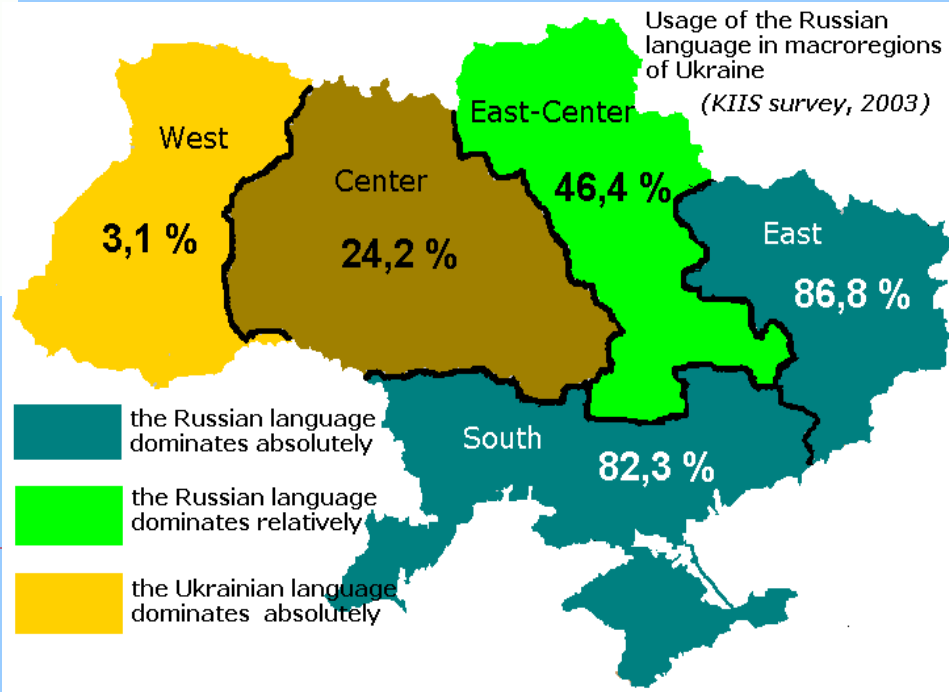 Usage of the Russian
language in macroregions
of Ukraine
(KIIS survey, 2003)
West
3,1 %
Center
24,2 %
East-Center
46,4 %
East
86,8 %
South
82,3 %
the Russian language
dominates absolutely
the Russian language
dominates relatively
the Ukrainian language
dominates absolutely